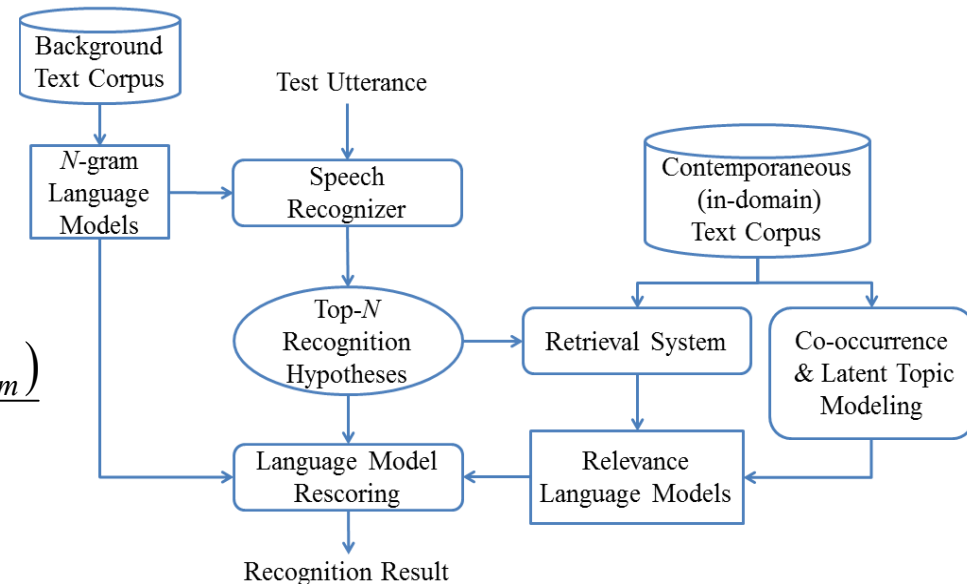 Background
Text Corpus
Test Utterance
N-gram
Language
Models
Speech
Recognizer
Contemporaneous
(in-domain)
Text Corpus
Top-N
Recognition
Hypotheses
Retrieval System
Co-occurrence
& Latent Topic
Modeling
m)
Language Model
Rescoring
Relevance
Language Models
Recognition Result